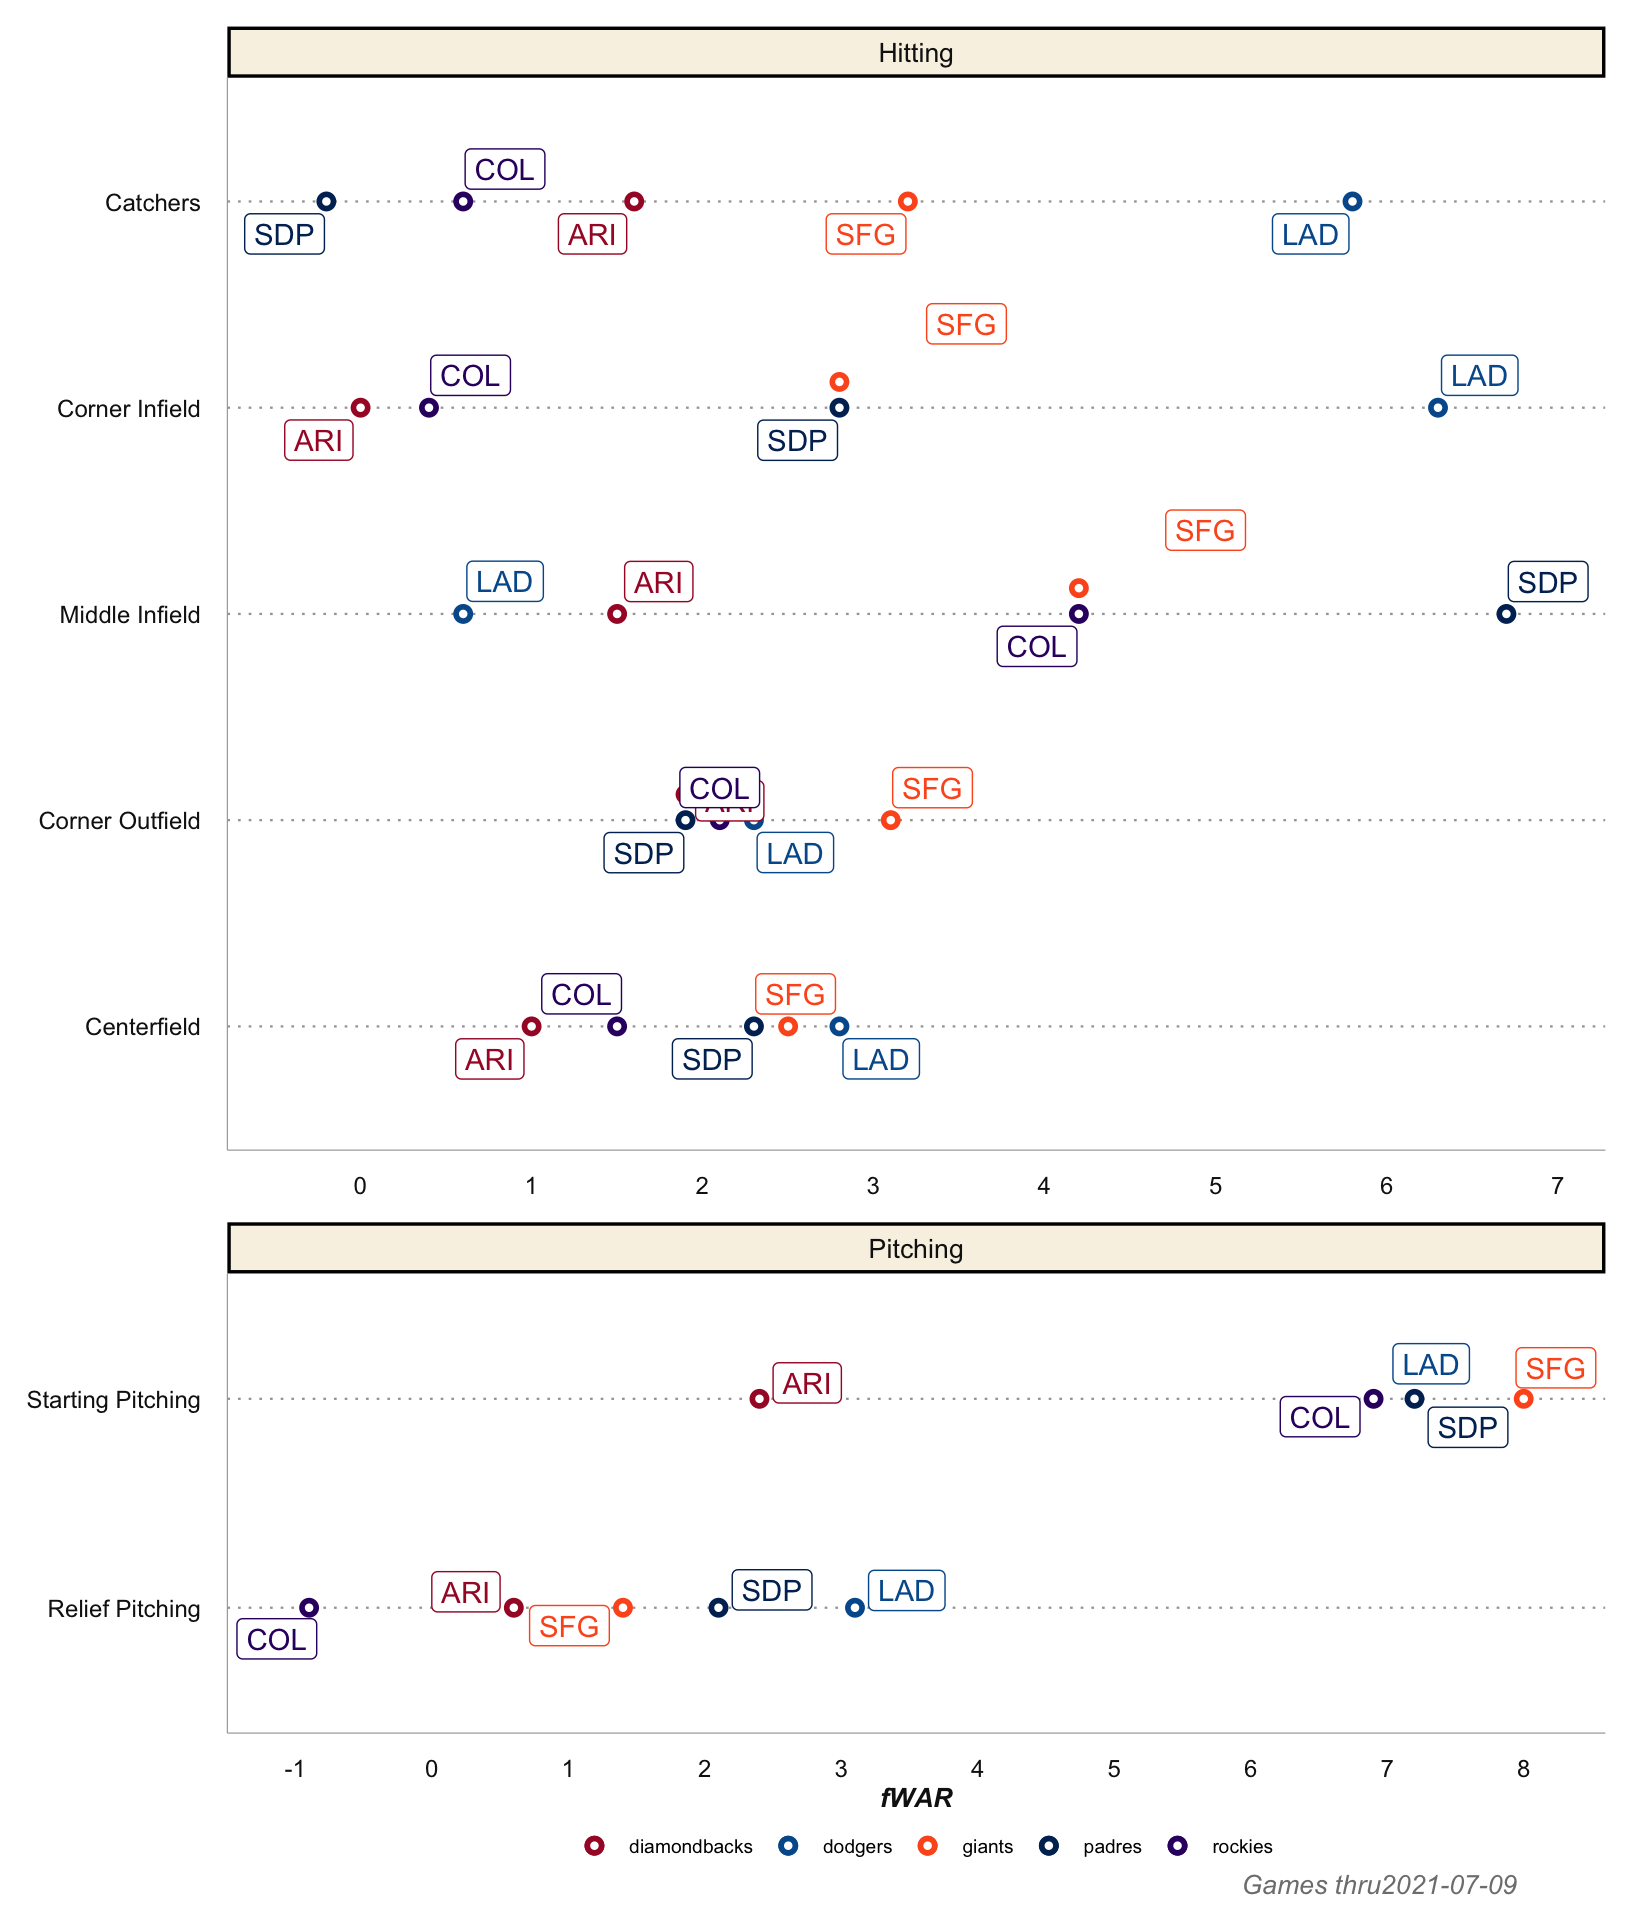 Hitting
COL
Catchers
SDP ARI SFG LAD
SFG
COL LAD
Corner Infield
ARI SDP
SFG
LAD ARI SDP
Middle Infield
COL
COL SFG
ARI
Corner Outfield
SDP LAD
COL SFG
Centerfield
ARI SDP LAD
0 1 2 3 4 5 6 7
Pitching
LAD SFG
ARI
Starting Pitching
COL SDP
ARI SDP LAD
Relief Pitching
SFG
COL
-1 0 1 2 3 4 5 6 7 8
fWAR
diamondbacks dodgers giants padres rockies
Games thru2021-07-09